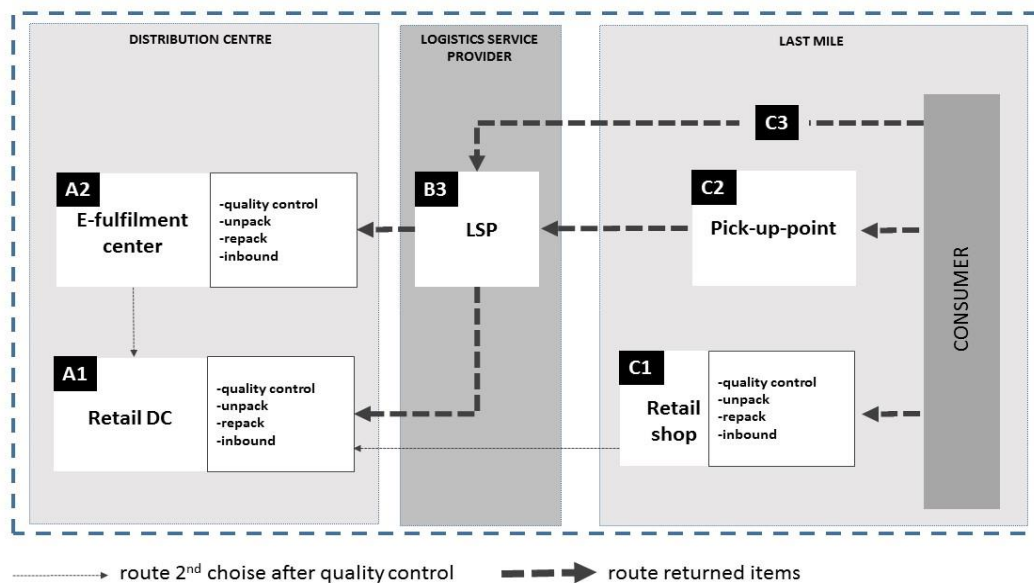 DISTRIBUTION CENTRE
LOGISTICS SERVICE
PROVIDER
LAST MILE
C3
A2
E-fulfilment
center
-quality control
-unpack
-repack
-inbound
B3
LSP
C2
Pick-up-point
CONSUMER
A1
Retail DC
-quality control
-unpack
-repack
-inbound
C1
Retail
shop
-quality control
-unpack
-repack
-inbound
route 2nd choise after quality control
route returned items